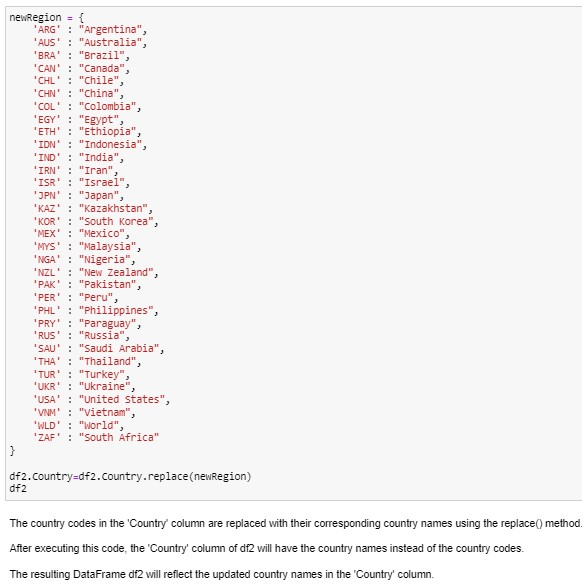 newRegion = {
'ARG' : "Argentina",
'AUS' : "Australia",
'BRA' : "Brazil",
'CAN' : "Canada",
'CHL' : "Chile",
'CHN' : "China",
'COL' : "Colombia",
'EGY' : "Egypt",
'ETH' : "Ethiopia",
'IDN' : "Indonesia",
'IND' : "India",
'IRN' : "Iran",
'ISR' : "Israel",
'JPN' : "Japan",
'KAZ' : "Kazakhstan",
'KOR' : "South Korea",
'MEX' : "Mexico",
'MYS' : "Malaysia",
'NGA' : "Nigeria",
'NZL' : "New Zealand",
'PAK' : "Pakistan",
'PER' : "Peru",
'PHL' : "Philippines",
'PRY' : "Paraguay",
'RUS' : "Russia",
'SAU' : "Saudi Arabia",
'THA' : "Thailand",
'TUR' : "Turkey",
'UKR' : "Ukraine",
'USA' : "United States",
'VNM' : "Vietnam",
'WLD' : "World",
'ZAF' : "South Africa"
}
df2.Country=df2.Country.replace(newRegion)
df2
The country codes in the 'Country' column are replaced with their corresponding country names using the replace() method.
After executing this code, the 'Country' column of df2 will have the country names instead of the country codes.
The resulting DataFrame df2 will reflect the updated country names in the 'Country' column.